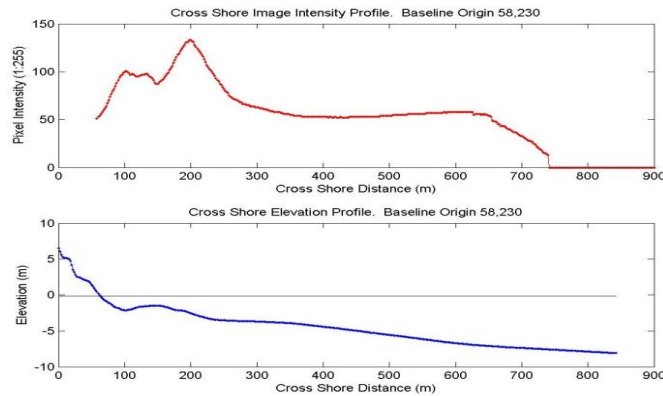 Cross Shore Image Intensity Profile.  Baseline Origin 58,230
150
100
50
0
Pixel Intensity (1:255)
0 100 200 300 400 500 600 700 800 900
Cross Shore Distance (m)
Cross Shore Elevation Profile.  Baseline Origin 58,230
10
5
0
-5
-10
Elevation (m)
0 100 200 300 400 500 600 700 800 900
Cross Shore Distance (m)